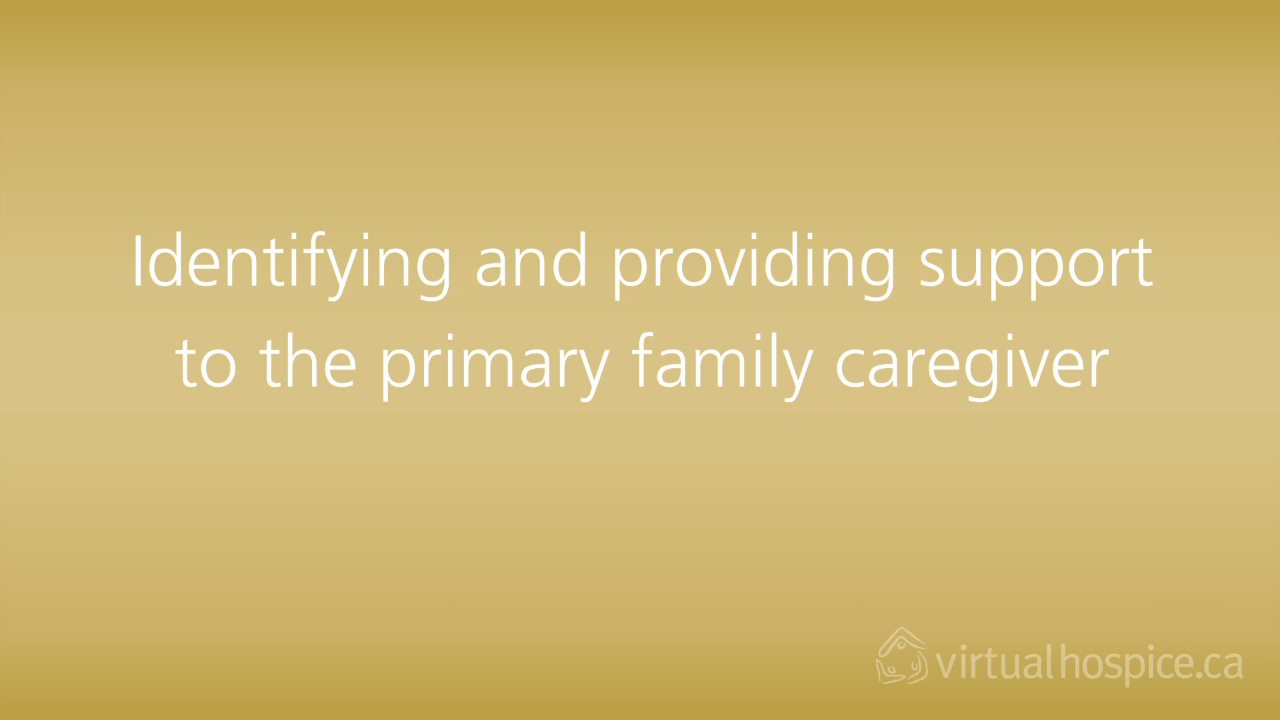 Identifying and providing support
to the primary family caregiver
virtualhospice.ca